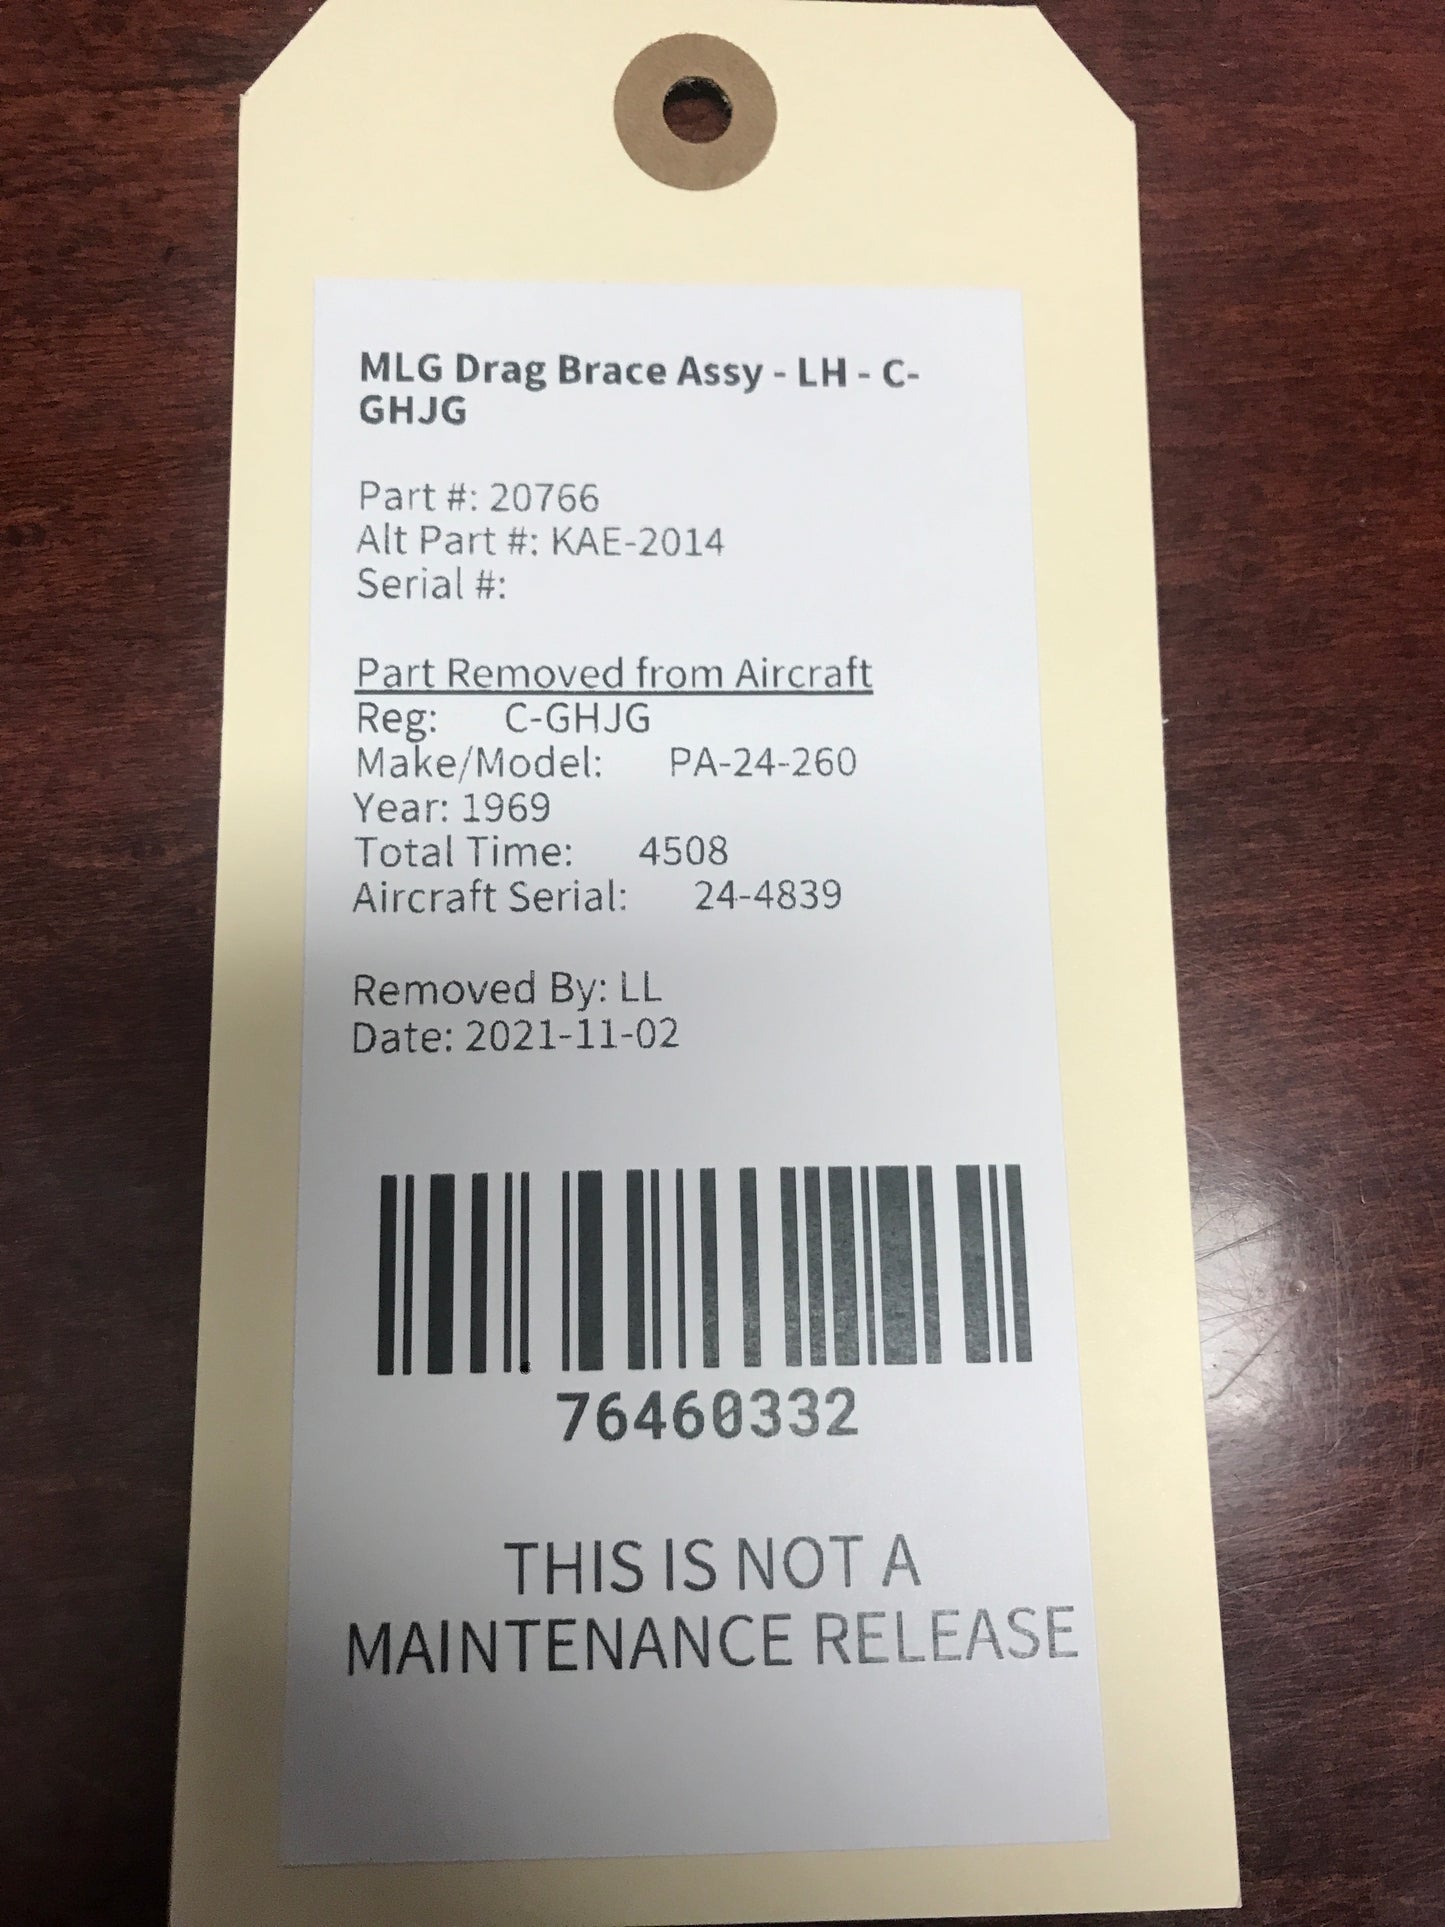 MLG Drag Brace Assy - LH - C-
GHJG
Part #: 20766
Alt Part #: KAE-2014
Serial #:
Part Removed from Aircraft
Reg: C-GHJG
Make/Model: PA-24-260
Year: 1969
Total Time: 4508
Aircraft Serial: 24-4839
Removed By: LL
Date: 2021-11-02
76460332
THIS IS NOT A
MAINTENANCE RELEASE